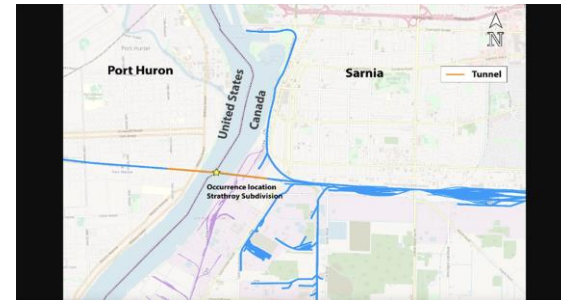 N
Port Huron
Sarnia
Tunnel
United States
Canada
Occurrence location
Strathroy Subdivision